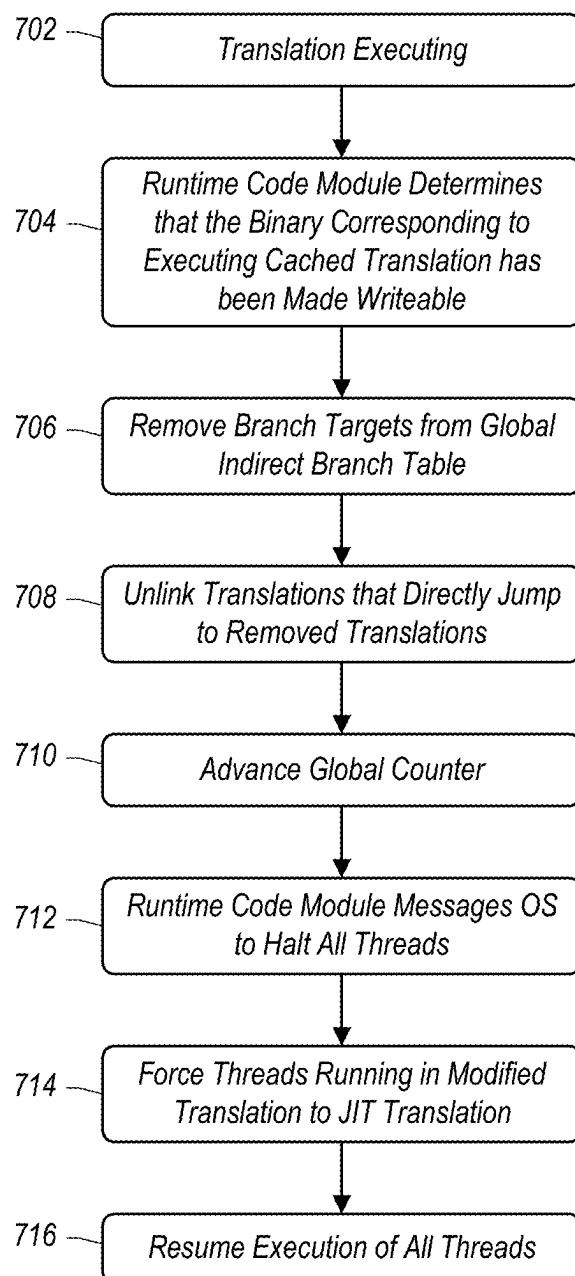 702
Translation Executing
704
Runtime Code Module Determines
that the Binary Corresponding to
Executing Cached Translation has
been Made Writeable
706
Remove Branch Targets from Global
Indirect Branch Table
708
Unlink Translations that Directly Jump
to Removed Translations
710
Advance Global Counter
712
Runtime Code Module Messages OS
to Halt All Threads
714
Force Threads Running in Modified
Translation to JIT Translation
716
Resume Execution of All Threads